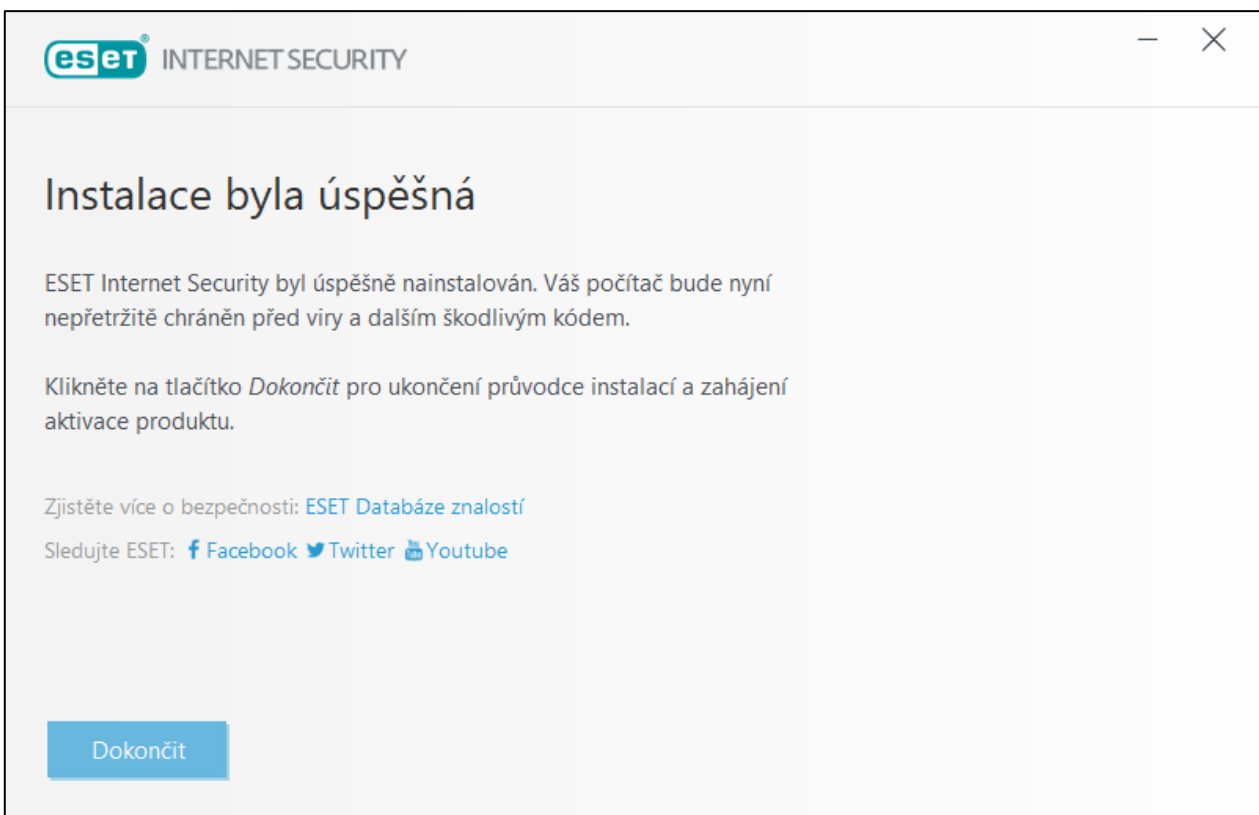 eset® INTERNET SECURITY
Instalace byla úspěšná
ESET Internet Security byl úspěšně nainstalován. Váš počítač bude nyní
nepřetržitě chráněn před viry a dalším škodlivým kódem.
Klikněte na tlačítko Dokončit pro ukončení průvodce instalací a zahájení
aktivace produktu.
Zjistěte více o bezpečnosti: ESET Databáze znalostí
Sledujte ESET: Facebook Twitter Youtube
Dokončit